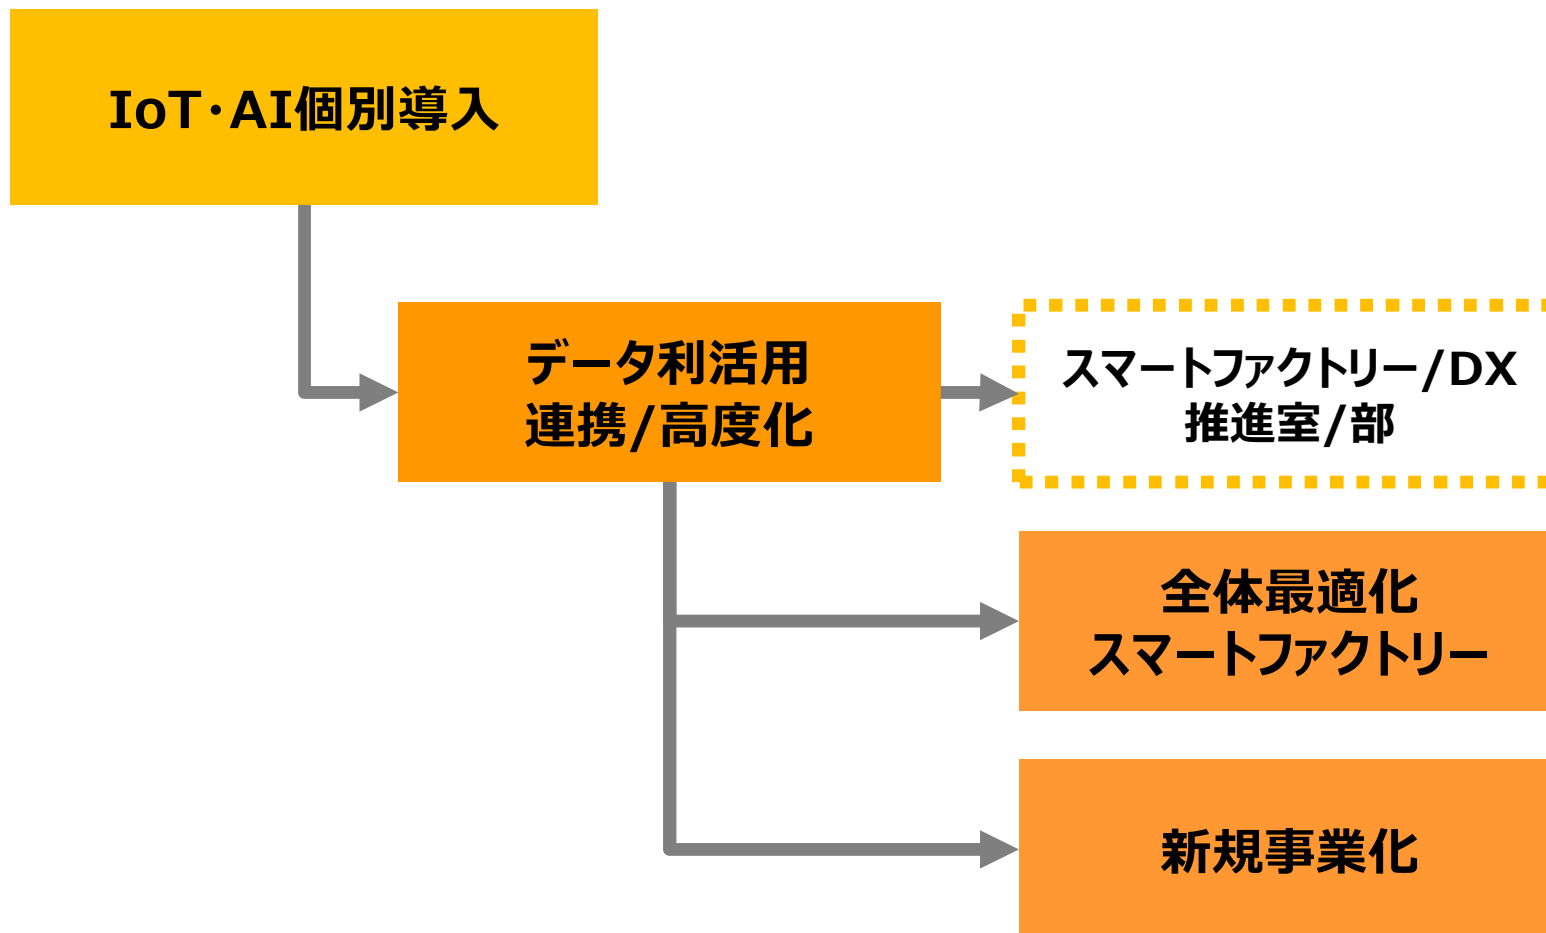 IoT・AI個別導入
データ利活用
連携/高度化
スマートファクトリー/DX
推進室/部
全体最適化
スマートファクトリー
新規事業化